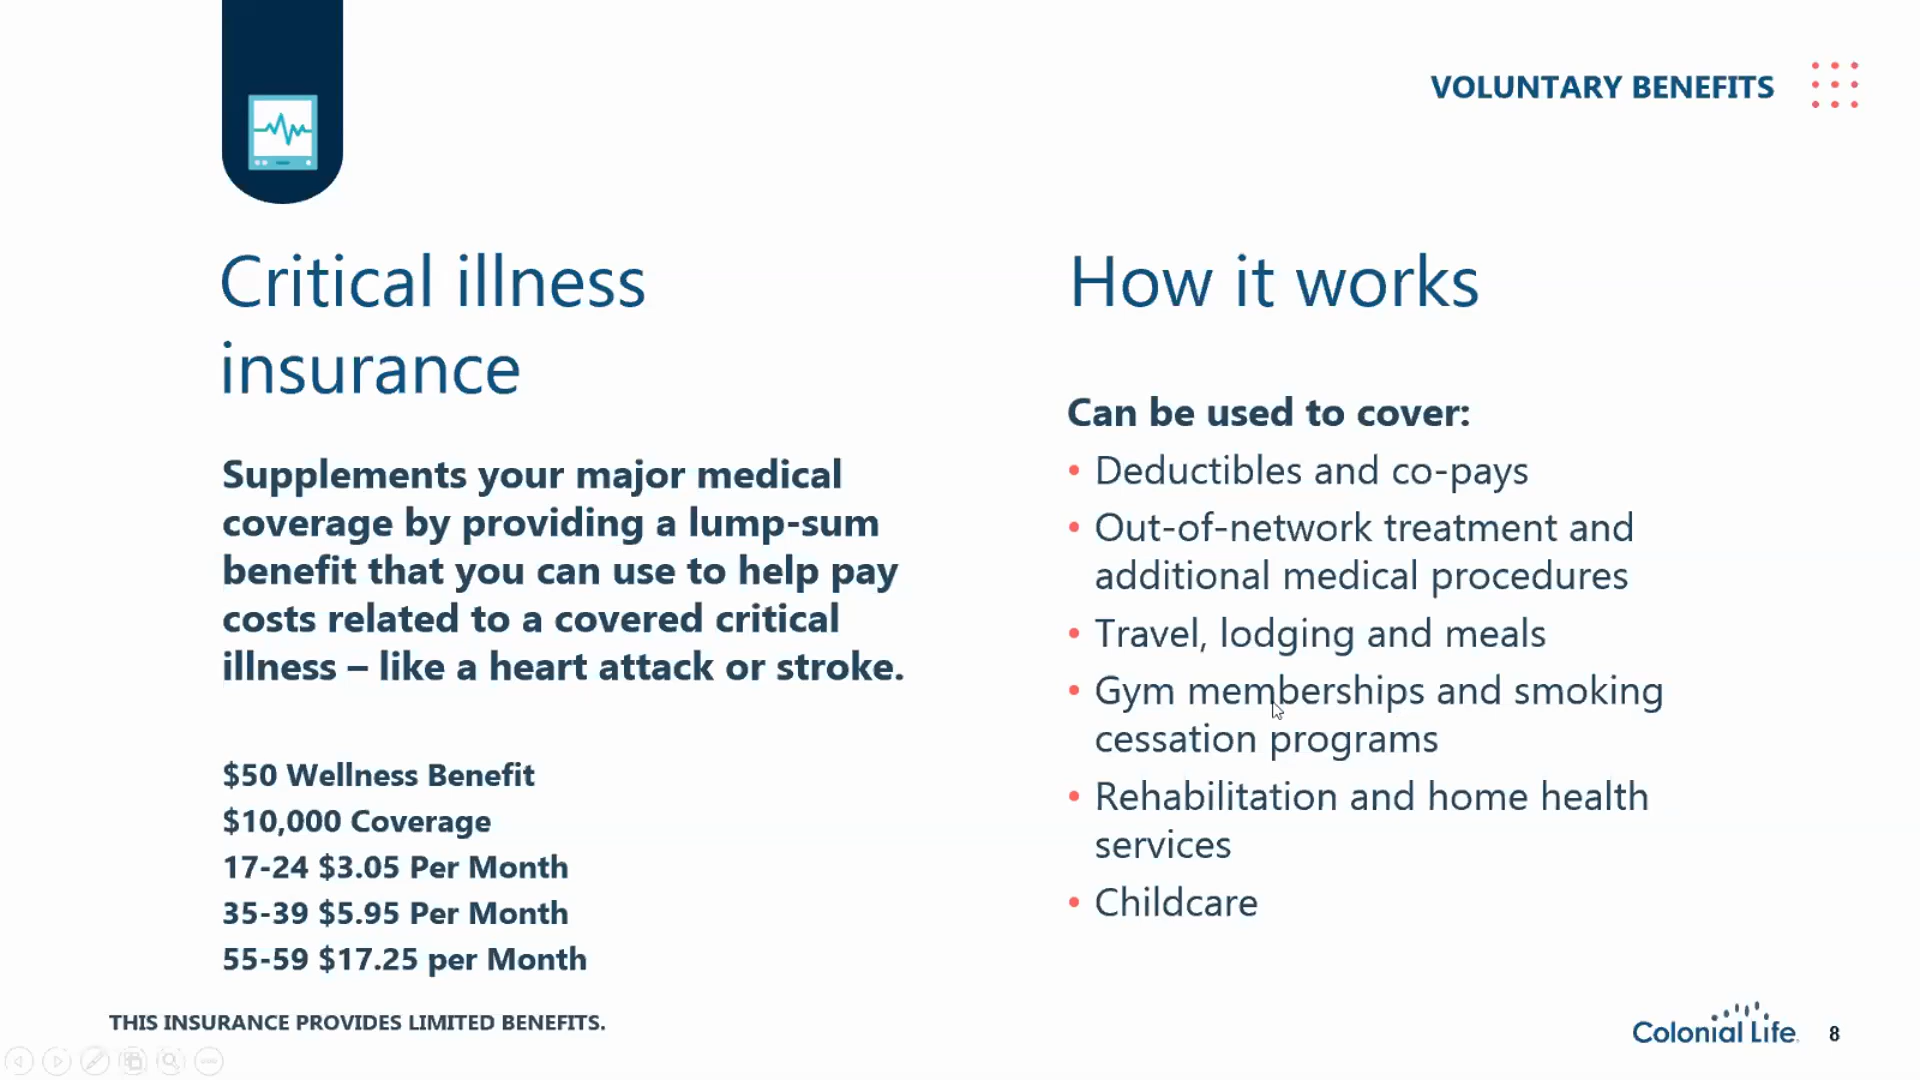 VOLUNTARY BENEFITS
Critical illness
insurance
Supplements your major medical
coverage by providing a lump-sum
benefit that you can use to help pay
costs related to a covered critical
illness – like a heart attack or stroke.
$50 Wellness Benefit
$10,000 Coverage
17-24 $3.05 Per Month
35-39 $5.95 Per Month
55-59 $17.25 per Month
How it works
Can be used to cover:
• Deductibles and co-pays
• Out-of-network treatment and
additional medical procedures
• Travel, lodging and meals
• Gym memberships and smoking
cessation programs
• Rehabilitation and home health
services
• Childcare
THIS INSURANCE PROVIDES LIMITED BENEFITS.
Colonial Life
8